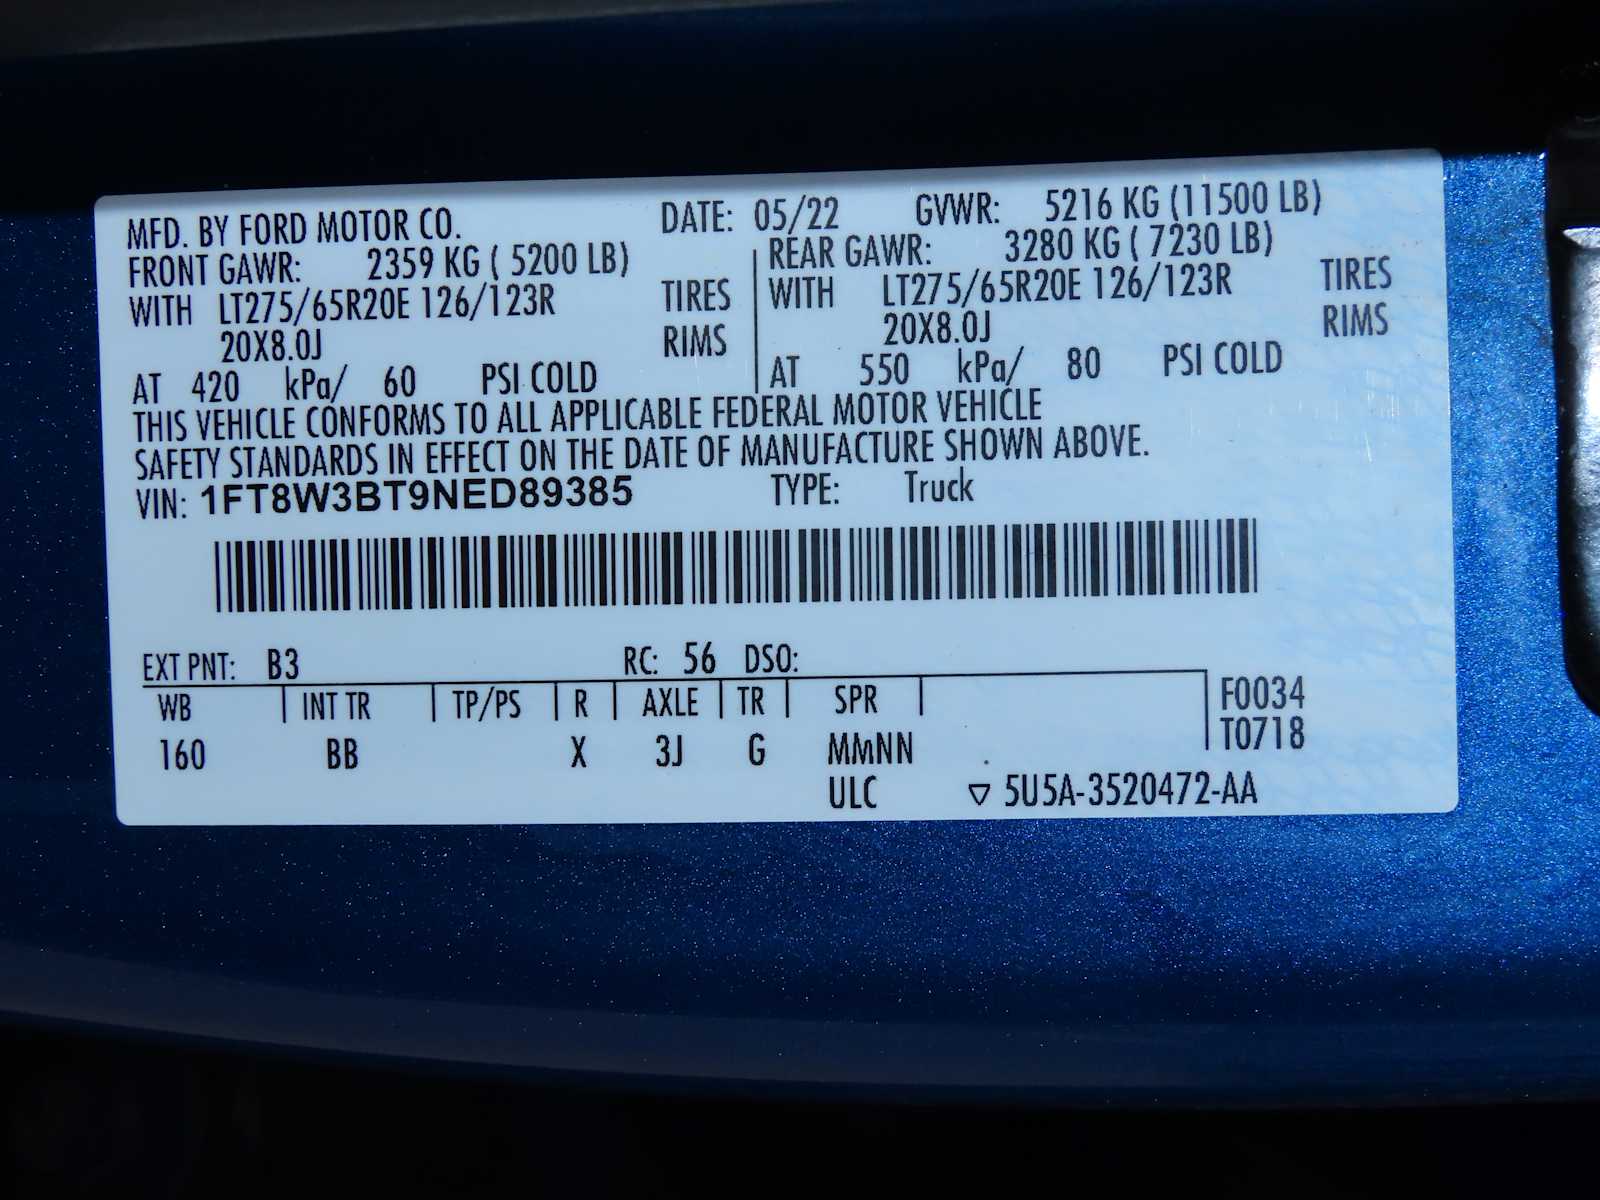 MFD. BY FORD MOTOR CO. DATE: 05/22 GVWR: 5216 KG (11500 LB)
FRONT GAWR: 2359 KG ( 5200 LB) REAR GAWR: 3280 KG ( 7230 LB)
WITH LT275/65R20E 126/123R TIRES WITH LT275/65R20E 126/123R TIRES
20X8.0J RIMS 20X8.0J RIMS
AT 420 kPa/ 60 PSI COLD AT 550 kPa/ 80 PSI COLD
THIS VEHICLE CONFORMS TO ALL APPLICABLE FEDERAL MOTOR VEHICLE
SAFETY STANDARDS IN EFFECT ON THE DATE OF MANUFACTURE SHOWN ABOVE.
VIN: 1FT8W3BT9NED89385 TYPE: Truck
EXT PNT: B3 RC: 56 DSO:
WB INT TR TP/PS R AXLE TR SPR F0034
T0718
160 BB X 3J G MMmNN
ULC ▽ 5U5A-3520472-AA